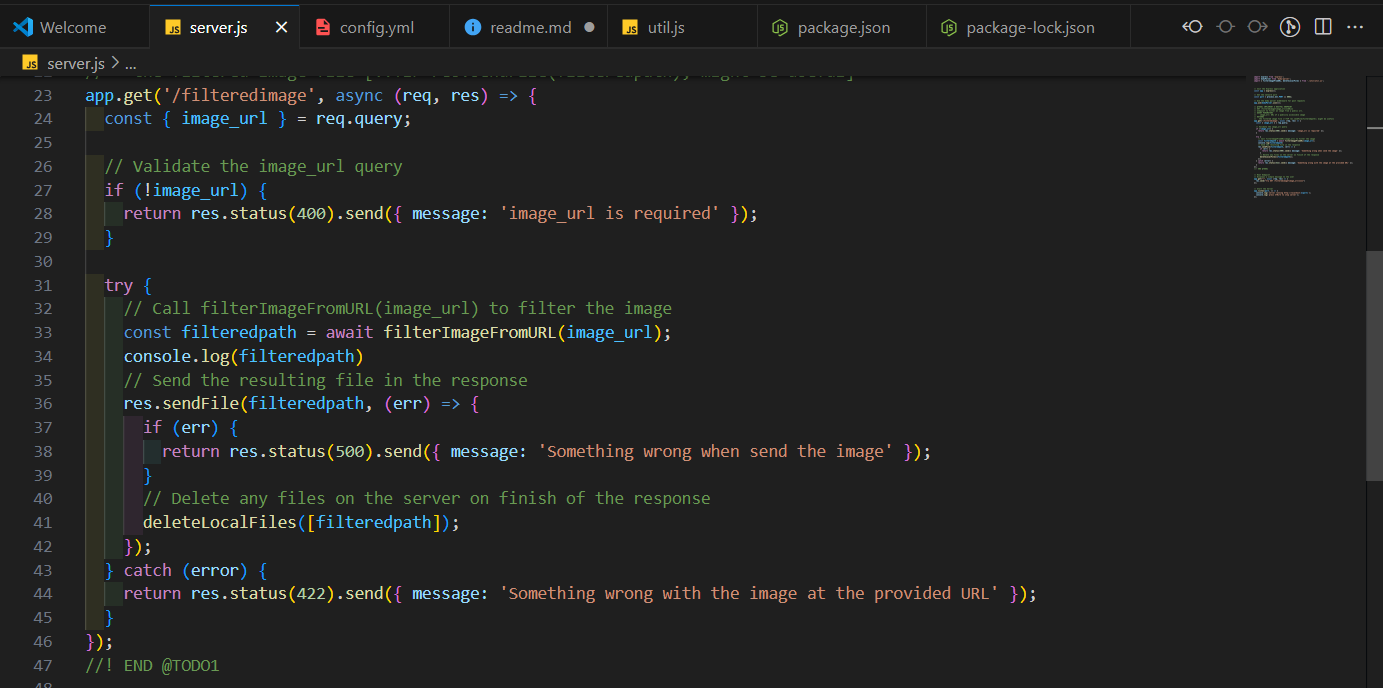 Welcome
JS server.js
config.yml
readme.md
JS util.js
package.json
package-lock.json
JS server.js > ...
23 app.get('/filteredimage', async (req, res) => {
24 const { image_url } = req.query;
25
26 // Validate the image_url query
27 if (!image_url) {
28 return res.status(400).send({ message: 'image_url is required' });
29 }
30
31 try {
32 // Call filterImageFromURL(image_url) to filter the image
33 const filteredpath = await filterImageFromURL(image_url);
34 console.log(filteredpath)
35 // Send the resulting file in the response
36 res.sendFile(filteredpath, (err) => {
37 if (err) {
38 return res.status(500).send({ message: 'Something wrong when send the image' });
39 }
40 // Delete any files on the server on finish of the response
41 deleteLocalFiles([filteredpath]);
42 });
43 } catch (error) {
44 return res.status(422).send({ message: 'Something wrong with the image at the provided URL' });
45 }
46 });
47 //! END @TODO1